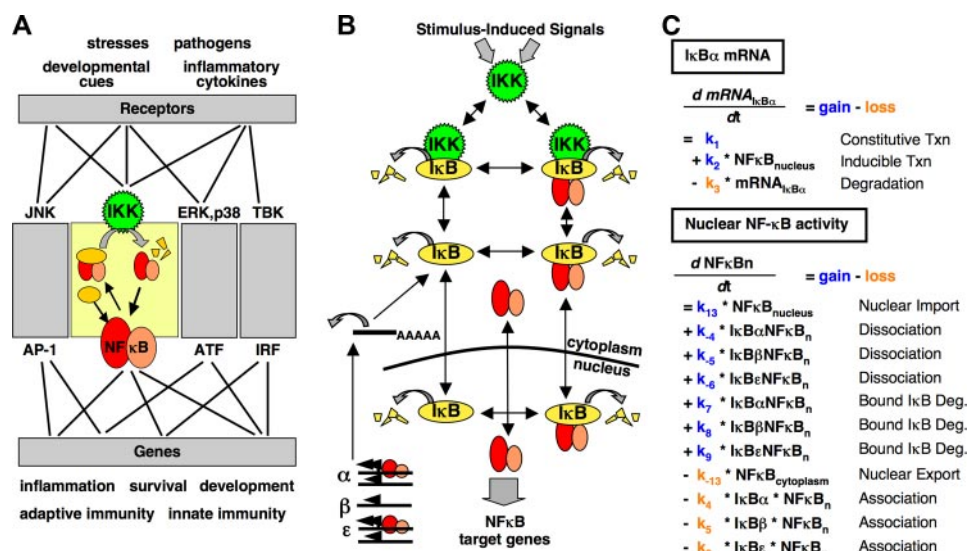 A
stresses pathogens
developmental cues
inflammatory cytokines
Receptors
JNK
IKK
ERK,p38
TBK
NF κB
AP-1
ATF
IRF
Genes
inflammation survival development
adaptive immunity innate immunity
B
Stimulus-Induced Signals
IKK
IKK
IκB
IKK
IκB
IκB
IκB
AAAAA
cytoplasm
nucleus
IκB
IκB
α
β
ε
NFκB
target genes
C
IκBα mRNA
d mRNAIκBα
dt
= gain - loss
= k1 Constitutive Txn
+ k2 * NFκBnucleus Inducible Txn
- k3 * mRNAIκBα Degradation
Nuclear NF-κB activity
d NFκBn
dt
= gain - loss
= k13 * NFκBnucleus Nuclear Import
+ k-4 * IκBαNFκBn Dissociation
+ k-5 * IκBβNFκBn Dissociation
+ k-6 * IκBεNFκBn Dissociation
+ k7 * IκBαNFκBn Bound IκB Deg.
+ k8 * IκBβNFκBn Bound IκB Deg.
+ k9 * IκBεNFκBn Bound IκB Deg.
- k-13 * NFκBcytoplasm Nuclear Export
- k4 * IκBα * NFκBn Association
- k5 * IκBβ * NFκBn Association
* IκBε * NFκB Association